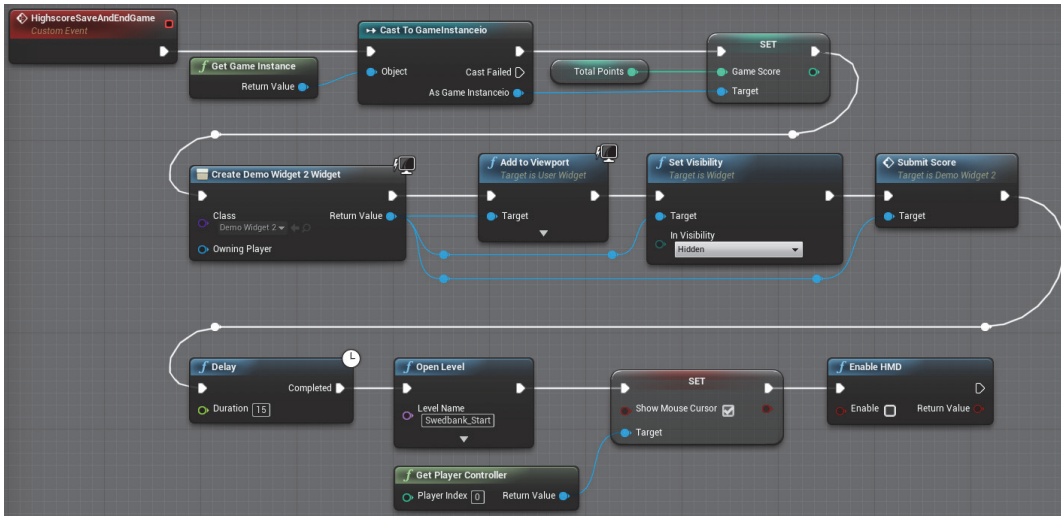 HighscoreSaveAndEndGame
Custom Event
Get Game Instance
Return Value
Cast To GameInstanceio
Object
Cast Failed
As Game Instanceio
Total Points
SET
Game Score
Target
Create Demo Widget 2 Widget
Class
Demo Widget 2
Return Value
Owning Player
Add to Viewport
Target is User Widget
Target
Set Visibility
Target is Widget
Target
In Visibility
Hidden
Submit Score
Target is Demo Widget 2
Target
Delay
Completed
Duration 15
Open Level
Level Name
Swedbank_Start
SET
Show Mouse Cursor
Target
Enable HMD
Enable
Return Value
Get Player Controller
Player Index 0
Return Value